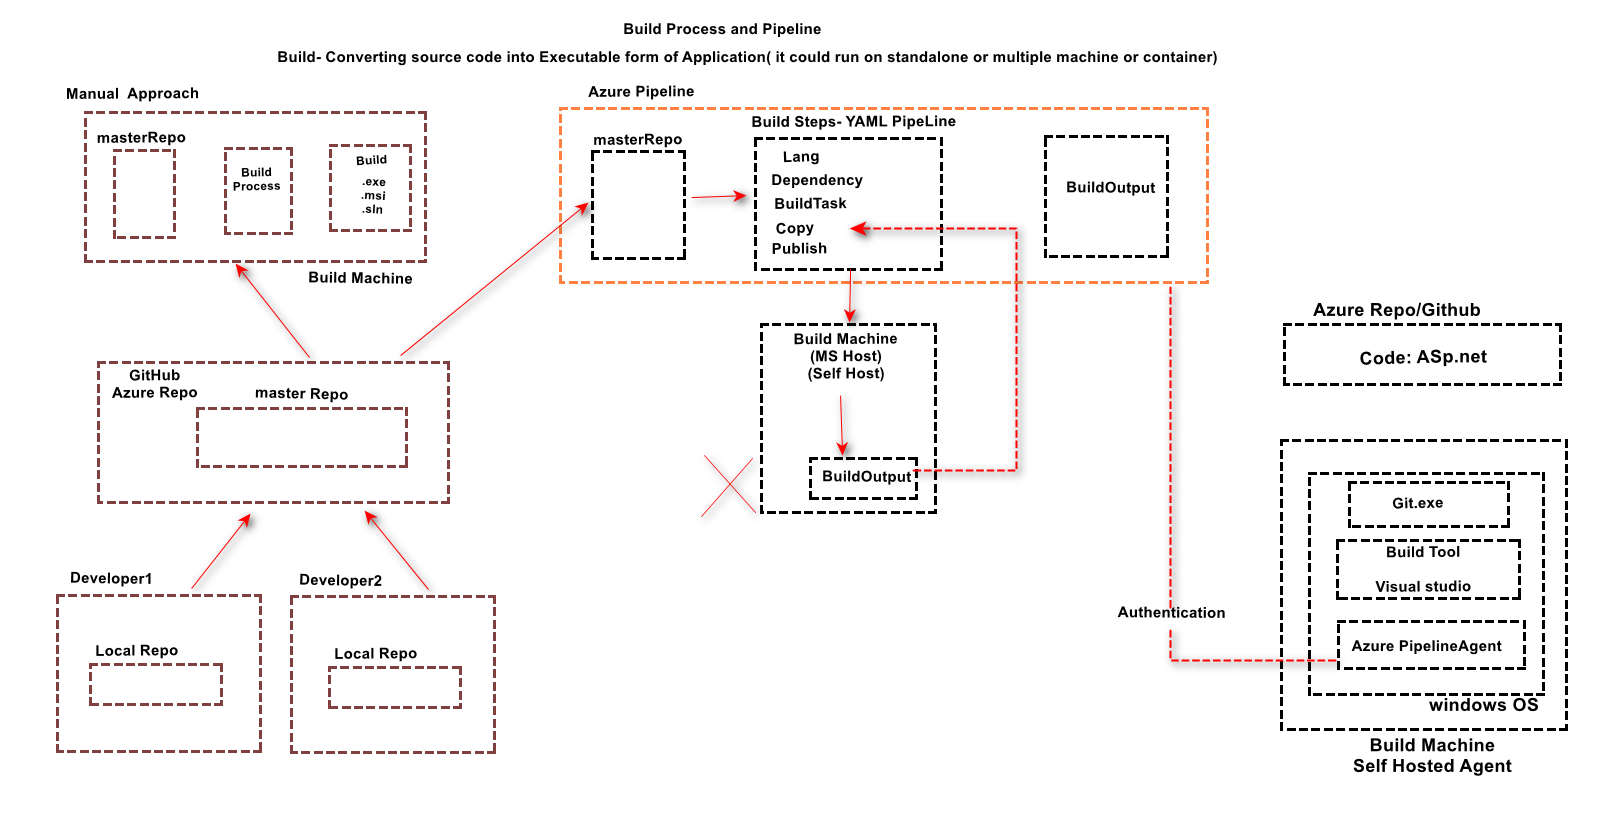 Build Process and Pipeline
Build- Converting source code into Executable form of Application( it could run on standalone or multiple machine or container)
Manual Approach
masterRepo
Build
Process
Build
.exe
.msi
.sln
Build Machine
Azure Pipeline
Build Steps- YAML PipeLine
masterRepo
Lang
Dependency
BuildTask
Copy
Publish
BuildOutput
Build Machine
(MS Host)
(Self Host)
BuildOutput
GitHub
Azure Repo
master Repo
Developer1
Local Repo
Developer2
Local Repo
Authentication
Azure Repo/Github
Code: ASp.net
Git.exe
Build Tool
Visual studio
Azure PipelineAgent
windows OS
Build Machine
Self Hosted Agent